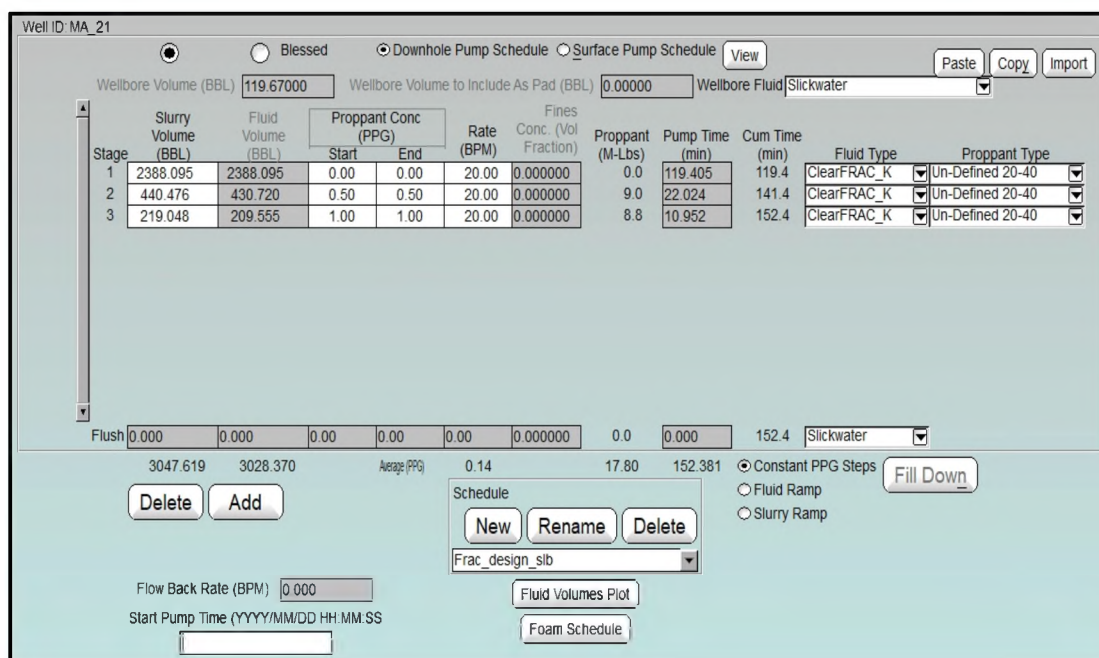 Well ID: MA_21
Blessed Downhole Pump Schedule Surface Pump Schedule View
Paste Copy Import
Wellbore Volume (BBL) 119.67000 Wellbore Volume to Include As Pad (BBL) 0.00000 Wellbore Fluid Slickwater
Stage Slurry Volume (BBL) Fluid Volume (BBL) Proppant Conc (PPG) Start End Rate (BPM) Fines Conc. (Vol Fraction) Proppant (M-Lbs) Pump Time (min) Cum Time (min) Fluid Type Proppant Type
1 2388.095 2388.095 0.00 0.00 20.00 0.000000 0.0 119.405 119.4 ClearFRAC_K Un-Defined 20-40
2 440.476 430.720 0.50 0.50 20.00 0.000000 9.0 22.024 141.4 ClearFRAC_K Un-Defined 20-40
3 219.048 209.555 1.00 1.00 20.00 0.000000 8.8 10.952 152.4 ClearFRAC_K Un-Defined 20-40
Flush 0.000 0.000 0.00 0.00 0.00 0.000000 0.0 0.000 152.4 Slickwater
3047.619 3028.370 Average (PPG) 0.14 17.80 152.381
Constant PPG Steps
Fluid Ramp
Slurry Ramp
Fill Down
Delete Add
Schedule
New Rename Delete
Frac_design_slb
Flow Back Rate (BPM) 0.000
Fluid Volumes Plot
Start Pump Time (YYYY/MM/DD HH:MM:SS
Foam Schedule